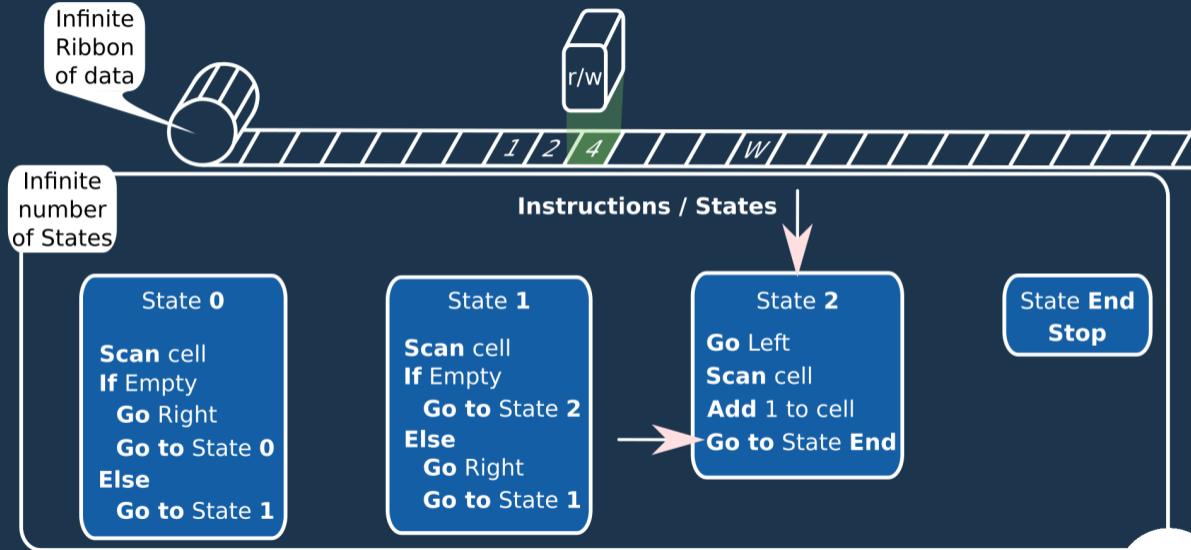 Infinite
Ribbon
of data
r/w
1 2 4 W
Infinite
number
of States
Instructions / States
State 0
Scan cell
If Empty
Go Right
Go to State 0
Else
Go to State 1
State 1
Scan cell
If Empty
Go to State 2
Else
Go Right
Go to State 1
State 2
Go Left
Scan cell
Add 1 to cell
Go to State End
State End
Stop